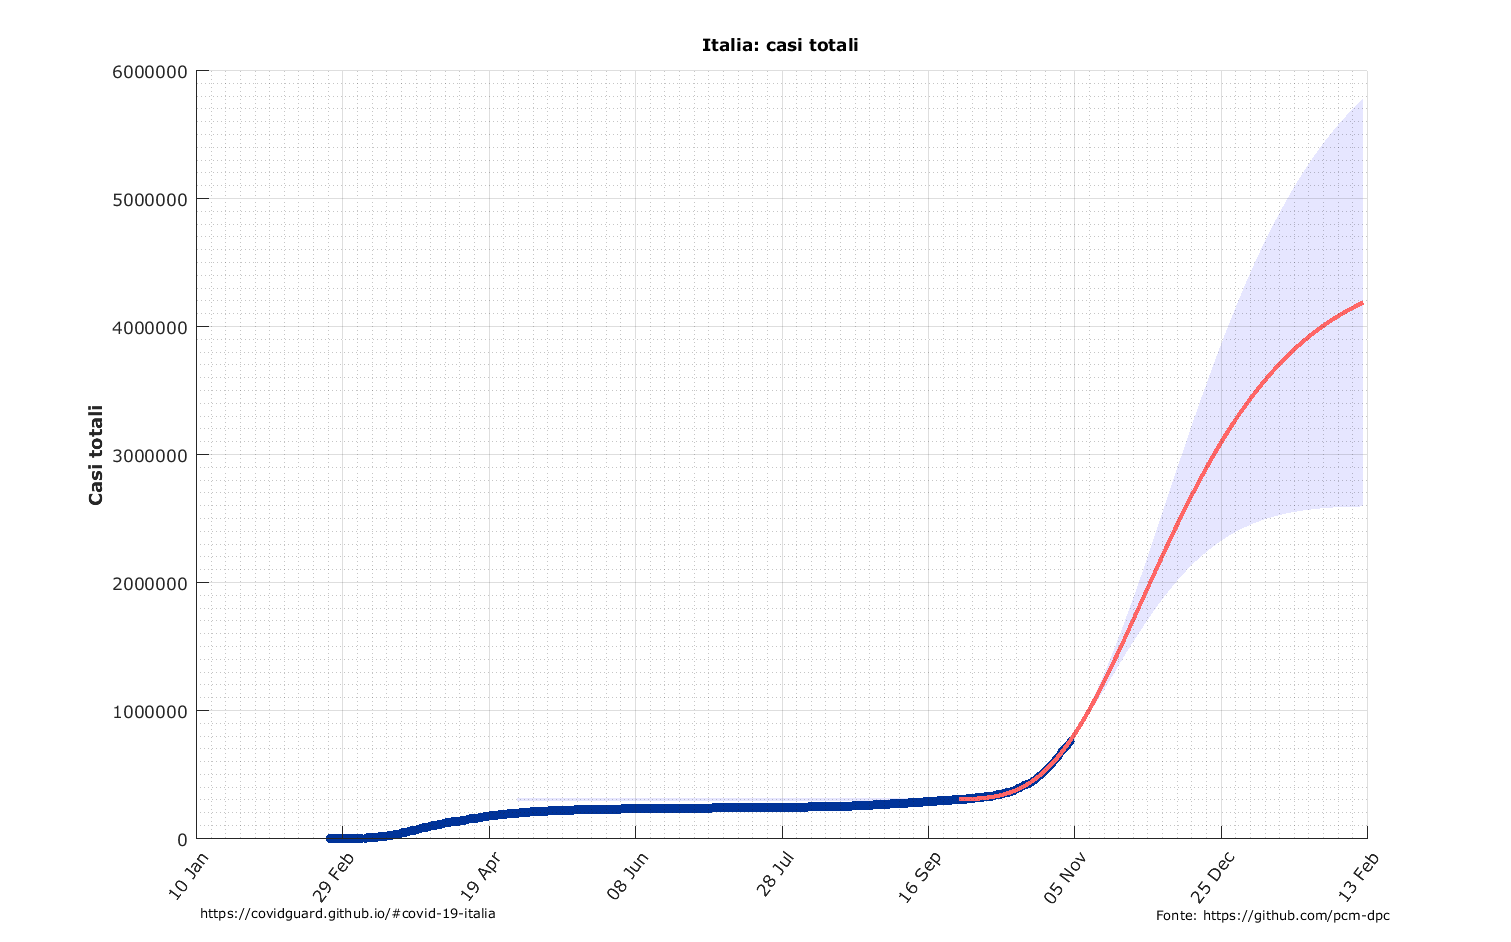 Italia: casi totali
6000000
5000000
4000000
3000000
2000000
1000000
0
Casi totali
10 Jan
29 Feb
19 Apr
08 Jun
28 Jul
16 Sep
05 Nov
25 Dec
13 Feb
https://covidguard.github.io/#covid-19-italia
Fonte: https://github.com/pcm-dpc